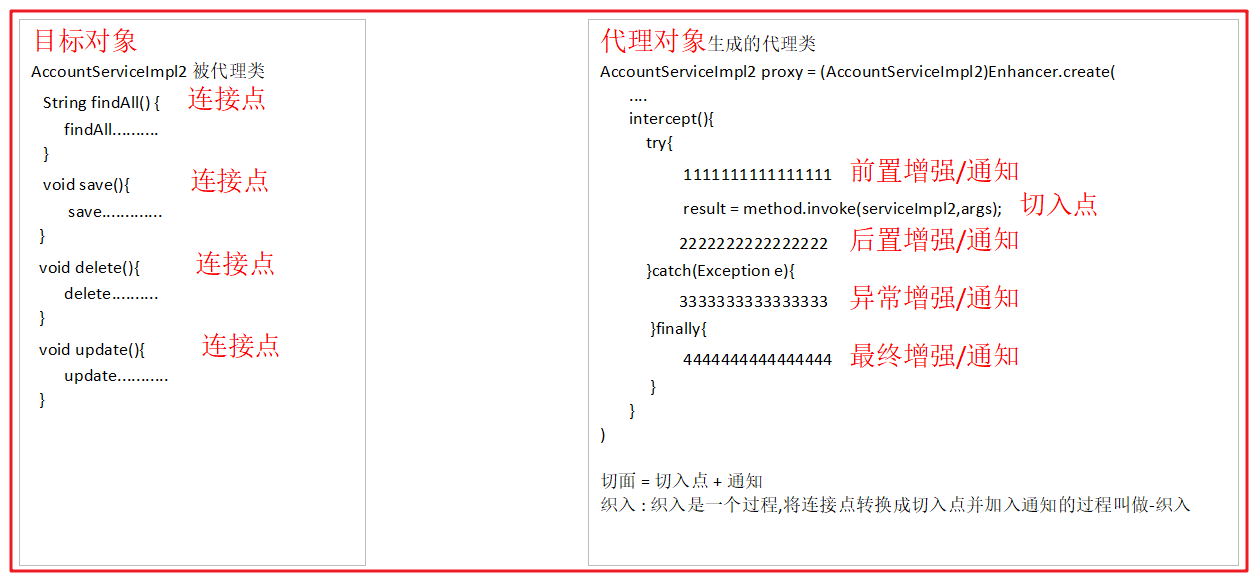 目标对象
AccountServiceImpl2 被代理类
String findAll() { 连接点
findAll..........
}
void save(){ 连接点
save.............
}
void delete(){ 连接点
delete..........
}
void update(){ 连接点
update...........
}
代理对象生成的代理类
AccountServiceImpl2 proxy = (AccountServiceImpl2)Enhancer.create(
....
intercept(){
try{
1111111111111111 前置增强/通知
result = method.invoke(serviceImpl2,args); 切入点
2222222222222222 后置增强/通知
}catch(Exception e){
3333333333333333 异常增强/通知
}finally{
4444444444444444 最终增强/通知
}
}
)
切面 = 切入点 + 通知
织入 : 织入是一个过程,将连接点转换成切入点并加入通知的过程叫做-织入